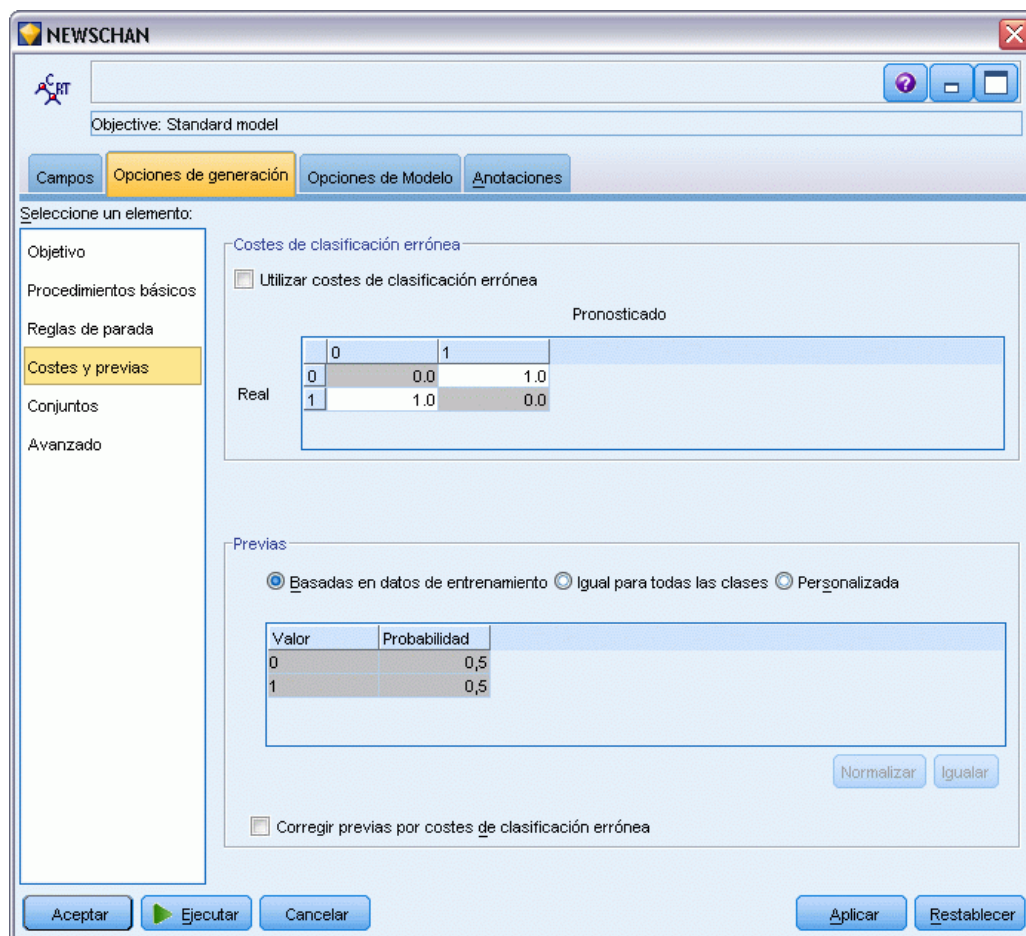 NEWSCHAN
CRT
Objective: Standard model
Campos Opciones de generación Opciones de Modelo Anotaciones
Seleccione un elemento:
Objetivo
Procedimientos básicos
Reglas de parada
Costes y previas
Conjuntos
Avanzado
Costes de clasificación errónea
Utilizar costes de clasificación errónea
Pronosticado
0 1
Real
0 0.0 1.0
1 1.0 0.0
Previas
Basadas en datos de entrenamiento Igual para todas las clases Personalizada
Valor Probabilidad
0 0,5
1 0,5
Normalizar Igualar
Corregir previas por costes de clasificación errónea
Aceptar Ejecutar Cancelar Aplicar Restablecer